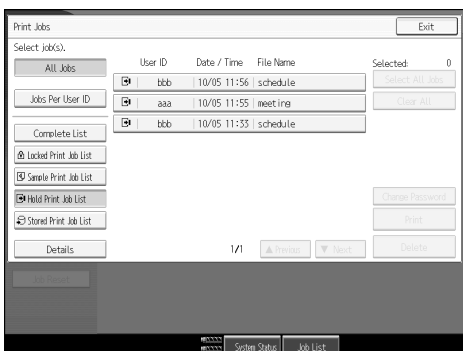 Print Jobs
Exit
Select job(s).
All Jobs
User ID Date / Time File Name
Selected: 0
bbb 10/05 11:56 schedule
Select All Jobs
Jobs Per User ID
aaa 10/05 11:55 meeting
Clear All
bbb 10/05 11:33 schedule
Complete List
Locked Print Job List
Sample Print Job List
Hold Print Job List
Change Password
Stored Print Job List
Print
Details
1/1
Previous
Next
Delete
Job Reset
System Status
Job List